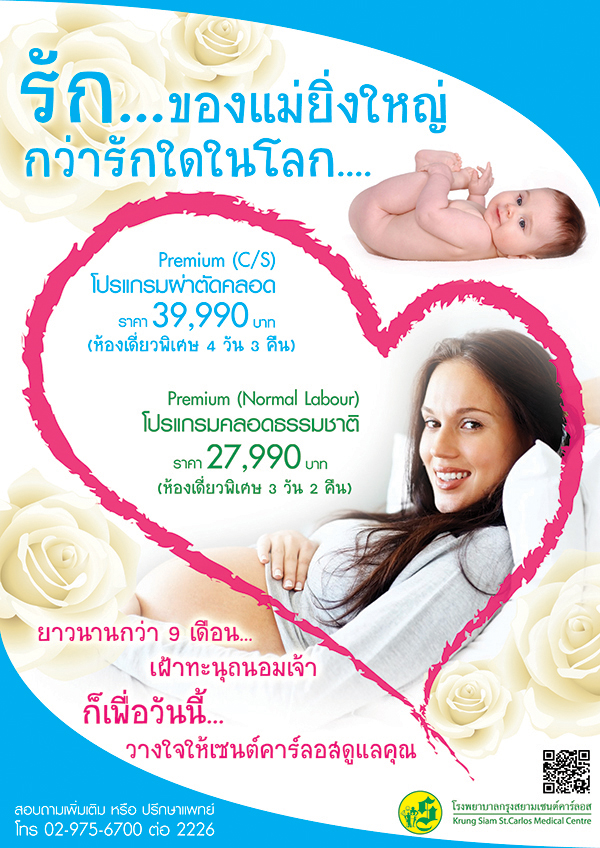 รัก...ของแม่ยิ่งใหญ่
กว่ารักใดในโลก....
Premium (C/S)
โปรแกรมผ่าตัดคลอด
ราคา 39,990 บาท
(ห้องเดี่ยวพิเศษ 4 วัน 3 คืน)
Premium (Normal Labour)
โปรแกรมคลอดธรรมชาติ
ราคา 27,990 บาท
(ห้องเดี่ยวพิเศษ 3 วัน 2 คืน)
ยาวนานกว่า 9 เดือน...
เฝ้าทะนุถนอมเจ้า
ก็เพื่อวันนี้...
วางใจให้เซนต์คาร์ลอสดูแลคุณ
สอบถามเพิ่มเติม หรือ ปรึกษาแพทย์
โทร 02-975-6700 ต่อ 2226
โรงพยาบาลกรุงสยามเซนต์คาร์ลอส
Krung Siam St.Carlos Medical Centre